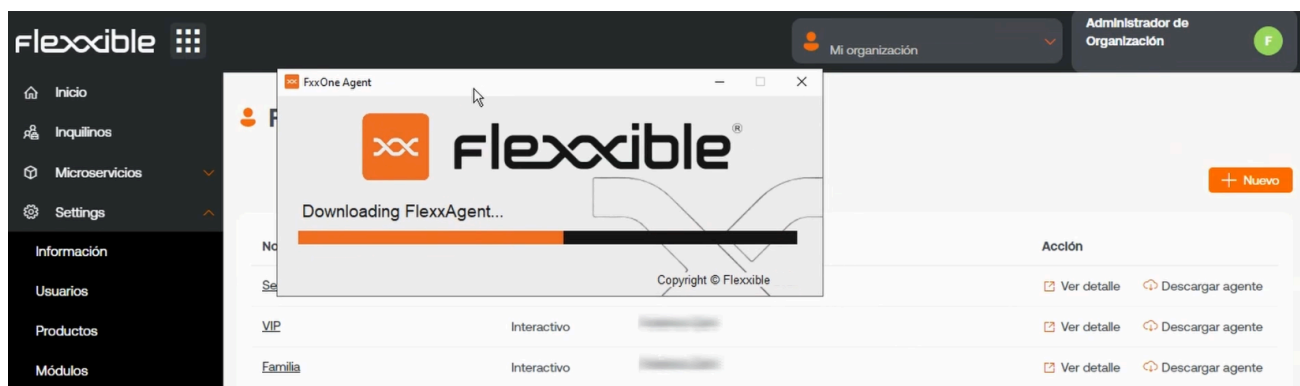 Flexxible
Administrador de
Organización
Mi organización
F
Inicio
Inquilinos
Microservicios
Settings
Información
Usuarios
Productos
Módulos
FxxOne Agent
Flexxible®
Downloading FlexxAgent...
Copyright © Flexxible
Nuevo
Acción
Ver detalle Descargar agente
VIP Interactivo Ver detalle Descargar agente
Familia Interactivo Ver detalle Descargar agente